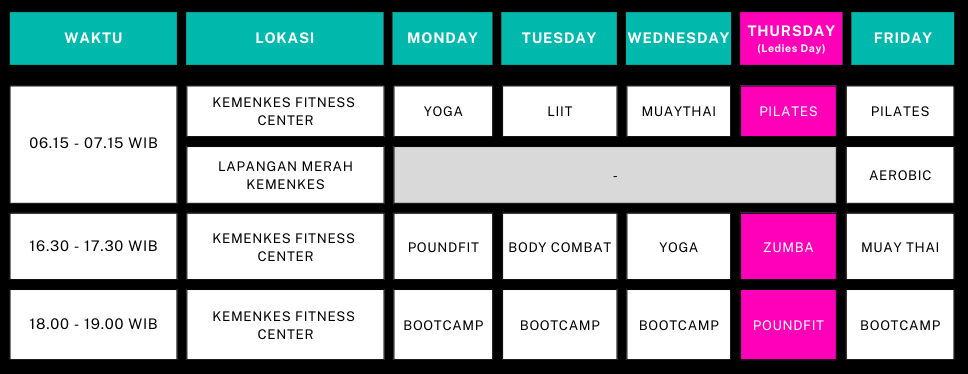 WAKTU LOKASI MONDAY TUESDAY WEDNESDAY THURSDAY FRIDAY
(Ledies Day)
06.15 - 07.15 WIB
KEMENKES FITNESS
CENTER
YOGA LIIT MUAYTHAI PILATES PILATES
LAPANGAN MERAH
KEMENKES
- AEROBIC
16.30 - 17.30 WIB
KEMENKES FITNESS
CENTER
POUNDFIT BODY COMBAT YOGA ZUMBA MUAY THAI
18.00 - 19.00 WIB
KEMENKES FITNESS
CENTER
BOOTCAMP BOOTCAMP BOOTCAMP POUNDFIT BOOTCAMP